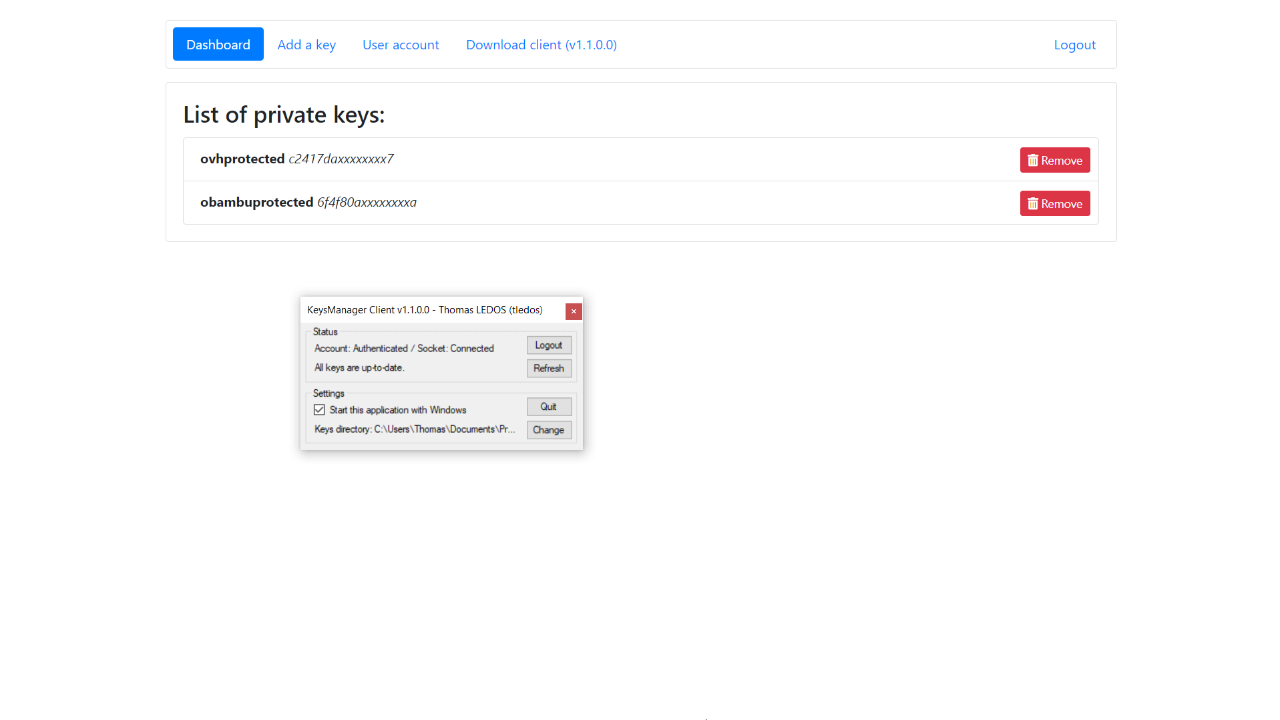 Dashboard Add a key User account Download client (v1.1.0.0) Logout
List of private keys:
ovhprotected c2417daxxxxxxxx7 Remove
obambuprotected 6f4f80axxxxxxxxa Remove
KeysManager Client v1.1.0.0 - Thomas LEDOS (tledos)
Status
Account: Authenticated / Socket: Connected Logout
All keys are up-to-date. Refresh
Settings
Start this application with Windows Quit
Keys directory: C:\Users\Thomas\Documents\Pr... Change